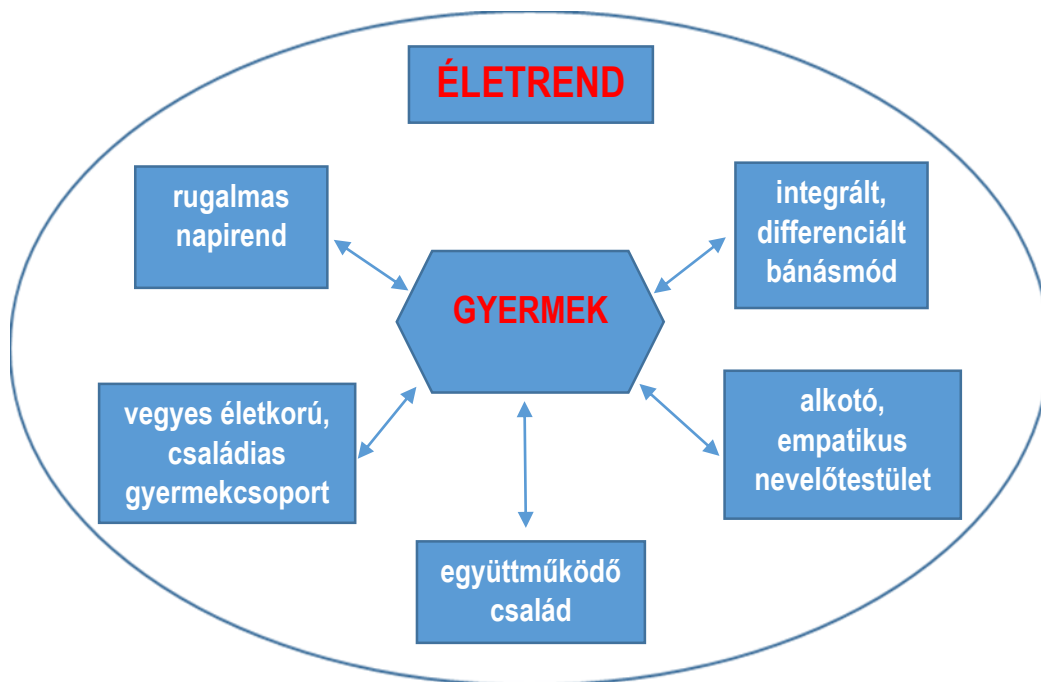 ÉLETREND
rugalmas
napirend
integrált,
differenciált
bánásmód
GYERMEK
vegyes életkorú,
családias
gyermekcsoport
alkotó,
empatikus
nevelőtestület
együttműködő
család